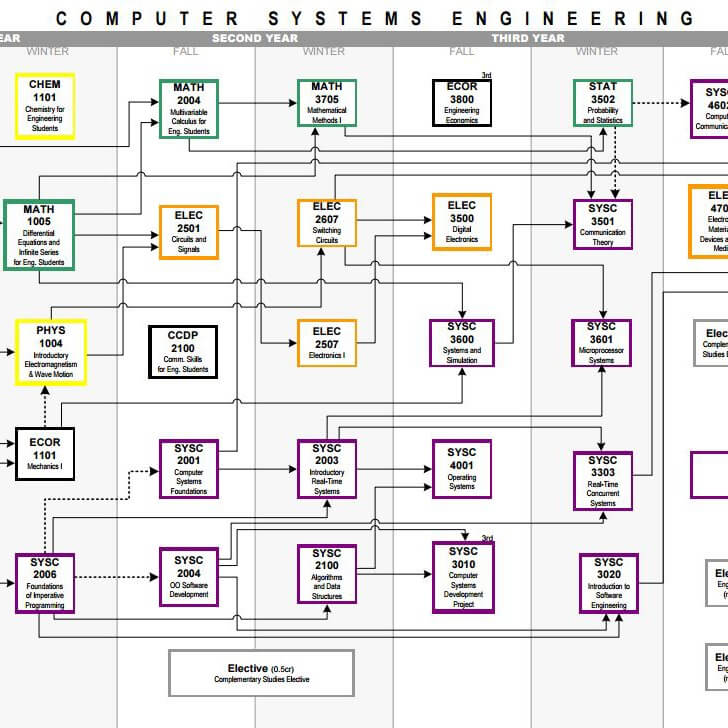 COMPUTER SYSTEMS ENGINEERING
EAR
SECOND YEAR
THIRD YEAR
WINTER
FALL
WINTER
FALL
WINTER
FALL
CHEM
1101
Chemistry for
Engineering
Students
MATH
2004
Multivariable
Calculus for
Eng. Students
MATH
3705
Mathematical
Methods I
3rd
ECOR
3800
Engineering
Economics
STAT
3502
Probability
and Statistics
SYS
460
Comput
Communica
MATH
1005
Differential
Equations and
Infinite Series
for Eng. Students
ELEC
2501
Circuits and
Signals
ELEC
2607
Switching
Circuits
ELEC
3500
Digital
Electronics
SYSC
3501
Communication
Theory
ELE
470
Electro
Materia
Devices a
Medi
PHYS
1004
Introductory
Electromagnetism
& Wave Motion
CCDP
2100
Comm. Skills
for Eng. Students
ELEC
2507
Electronics I
SYSC
3600
Systems and
Simulation
SYSC
3601
Microprocessor
Systems
Elec
Complem
Studies
ECOR
1101
Mechanics I
SYSC
2001
Computer
Systems
Foundations
SYSC
2003
Introductory
Real-Time
Systems
SYSC
4001
Operating
Systems
SYSC
3303
Real-Time
Concurrent
Systems
SYSC
2006
Foundations
of Imperative
Programming
SYSC
2004
OO Software
Development
SYSC
2100
Algorithms
and Data
Structures
3rd
SYSC
3010
Computer
Systems
Development
Project
SYSC
3020
Introduction to
Software
Engineering
Ele
Eng
(r
Elective (0.5cr)
Complementary Studies Elective
Ele
Eng
(r